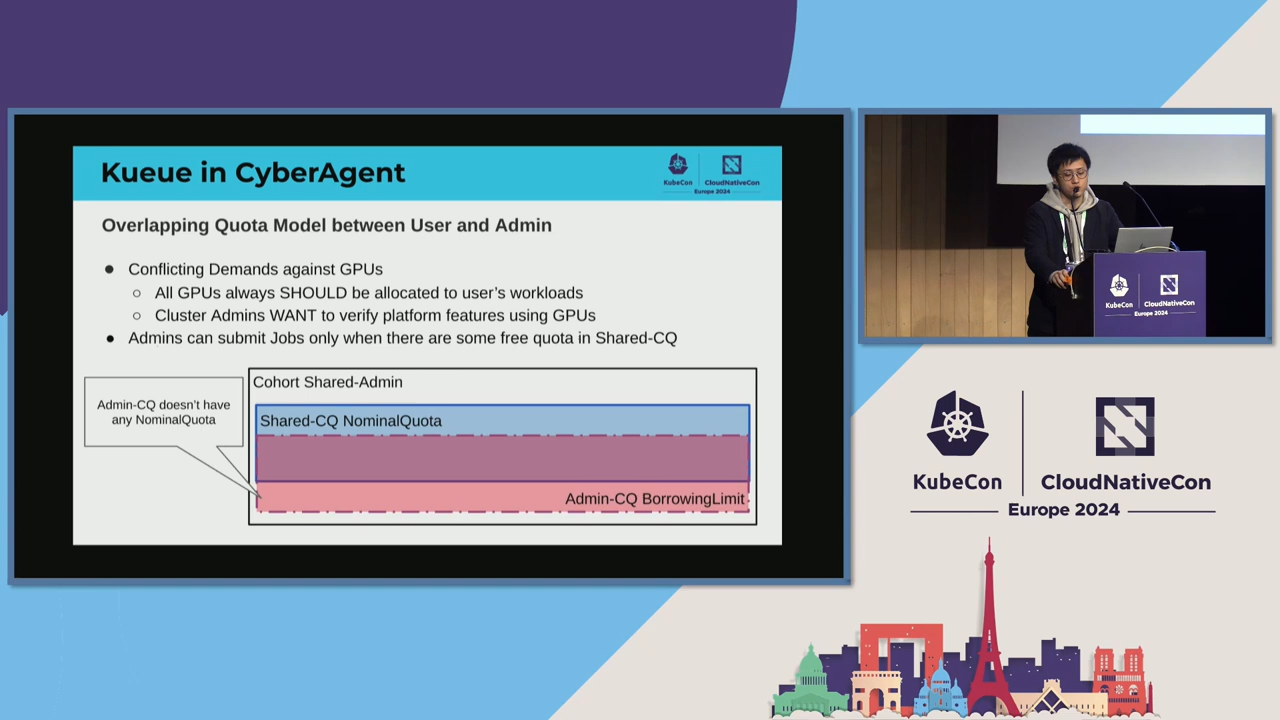 Kueue in CyberAgent
KubeCon
CloudNativeCon
Europe 2024
Overlapping Quota Model between User and Admin
● Conflicting Demands against GPUs
○ All GPUs always SHOULD be allocated to user's workloads
○ Cluster Admins WANT to verify platform features using GPUs
● Admins can submit Jobs only when there are some free quota in Shared-CQ
Admin-CQ doesn't have
any NominalQuota
Cohort Shared-Admin
Shared-CQ NominalQuota
Admin-CQ BorrowingLimit
KubeCon
CloudNativeCon
Europe 2024
KubeCon
CloudNativeCon
Europe 2024